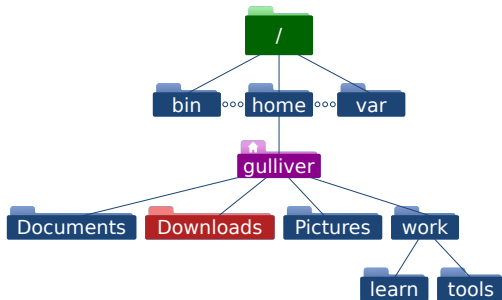 /
bin home var
gulliver
Documents Downloads Pictures work
learn tools